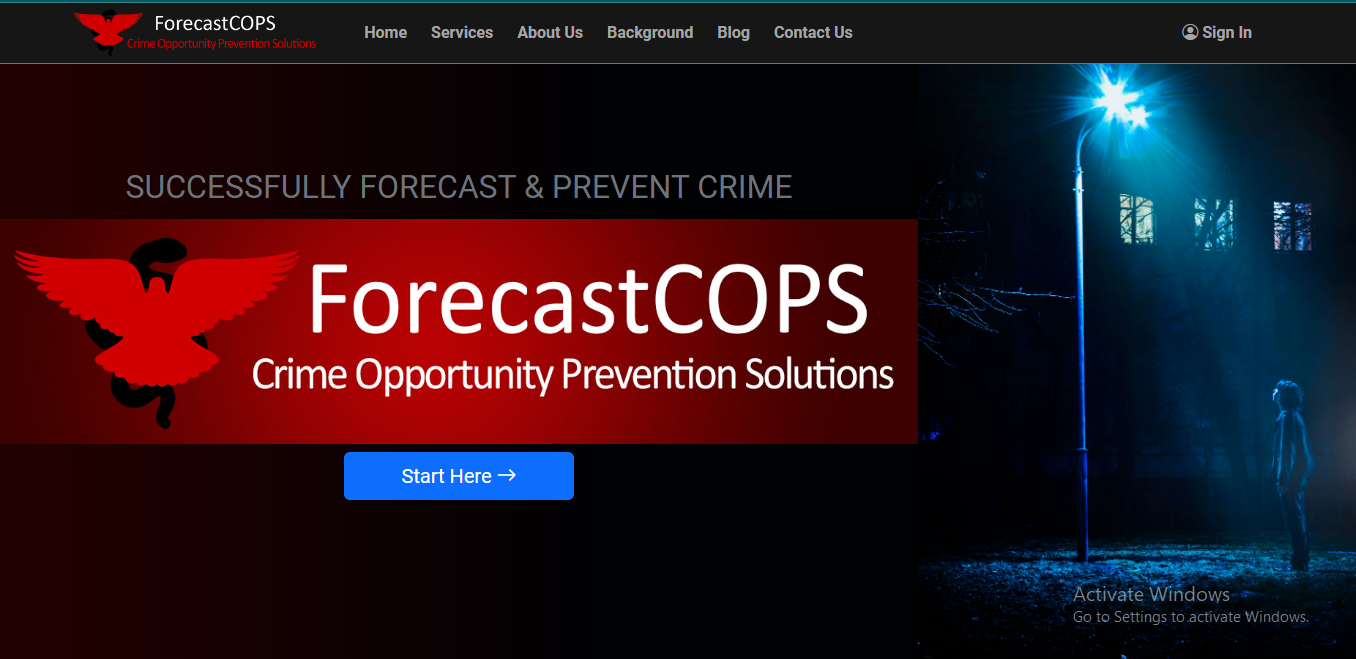 ForecastCOPS
Crime Opportunity Prevention Solutions
Home Services About Us Background Blog Contact Us Sign In
SUCCESSFULLY FORECAST & PREVENT CRIME
ForecastCOPS
Crime Opportunity Prevention Solutions
Start Here →
Activate Windows
Go to Settings to activate Windows.